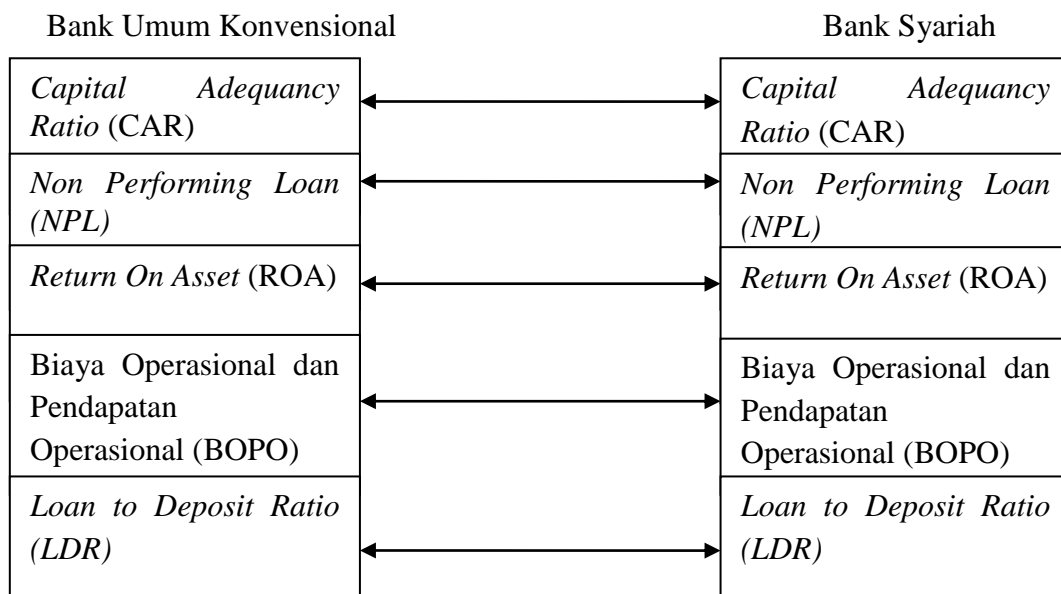 Bank Umum Konvensional
Bank Syariah
Capital Adequancy
Ratio (CAR)
Non Performing Loan
(NPL)
Return On Asset (ROA)
Biaya Operasional dan
Pendapatan
Operasional (BOPO)
Loan to Deposit Ratio
(LDR)
Capital Adequancy
Ratio (CAR)
Non Performing Loan
(NPL)
Return On Asset (ROA)
Biaya Operasional dan
Pendapatan
Operasional (BOPO)
Loan to Deposit Ratio
(LDR)